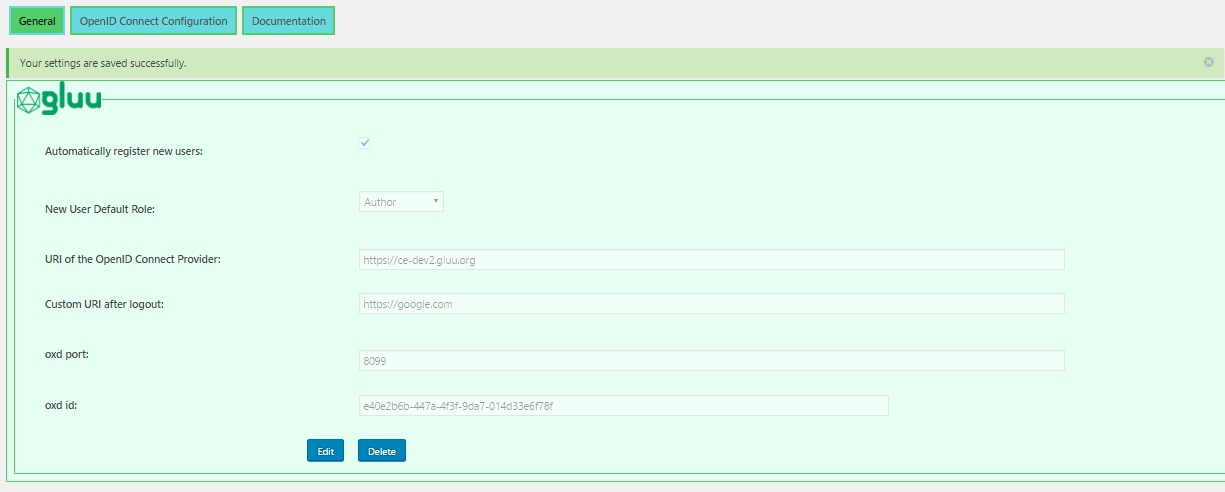 General OpenID Connect Configuration Documentation
Your settings are saved successfully.
gluu
Automatically register new users:
New User Default Role: Author
URI of the OpenID Connect Provider: https://ce-dev2.gluu.org
Custom URI after logout: https://google.com
oxd port: 8099
oxd id: e40e2b6b-447a-4f3f-9da7-014d33e6f78f
Edit Delete